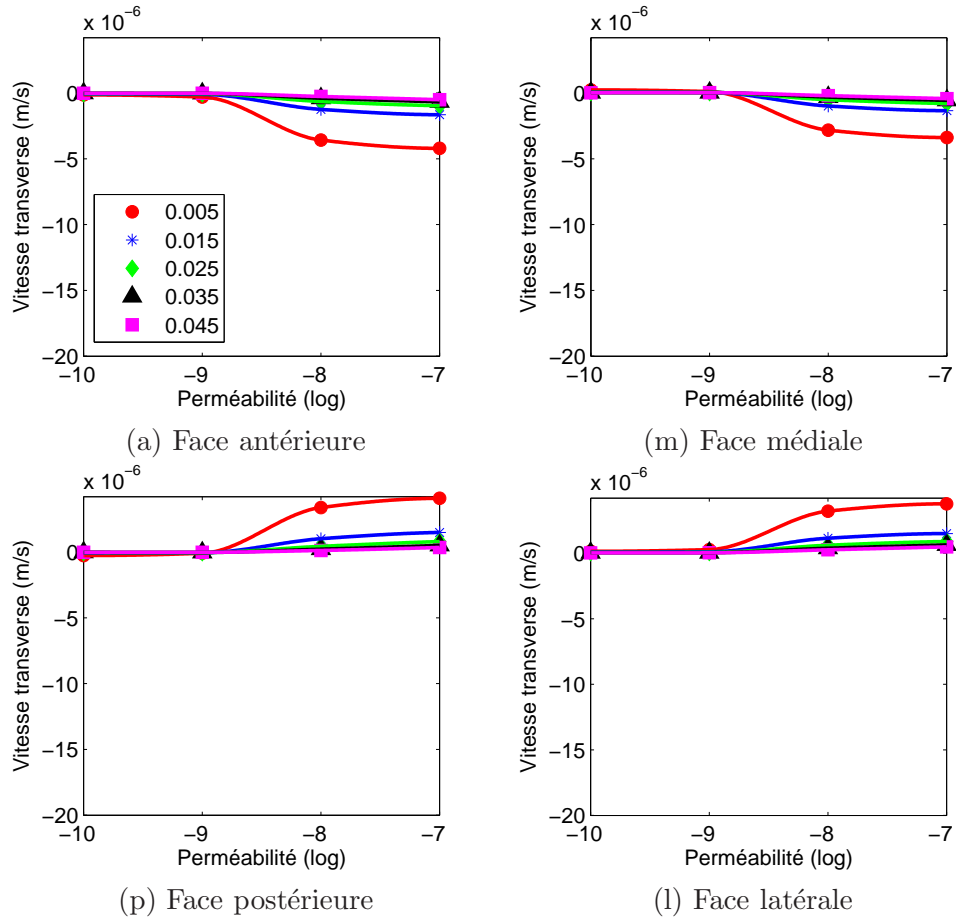 x 10⁻⁶
0
−5
−10
−15
−20
Vitesse transverse (m/s)
0.005
0.015
0.025
0.035
0.045
−10
−9
−8
−7
Perméabilité (log)
(a) Face antérieure
x 10⁻⁶
0
−5
−10
−15
−20
Vitesse transverse (m/s)
−10
−9
−8
−7
Perméabilité (log)
(m) Face médiale
x 10⁻⁶
0
−5
−10
−15
−20
Vitesse transverse (m/s)
−10
−9
−8
−7
Perméabilité (log)
(p) Face postérieure
x 10⁻⁶
0
−5
−10
−15
−20
Vitesse transverse (m/s)
−10
−9
−8
−7
Perméabilité (log)
(l) Face latérale